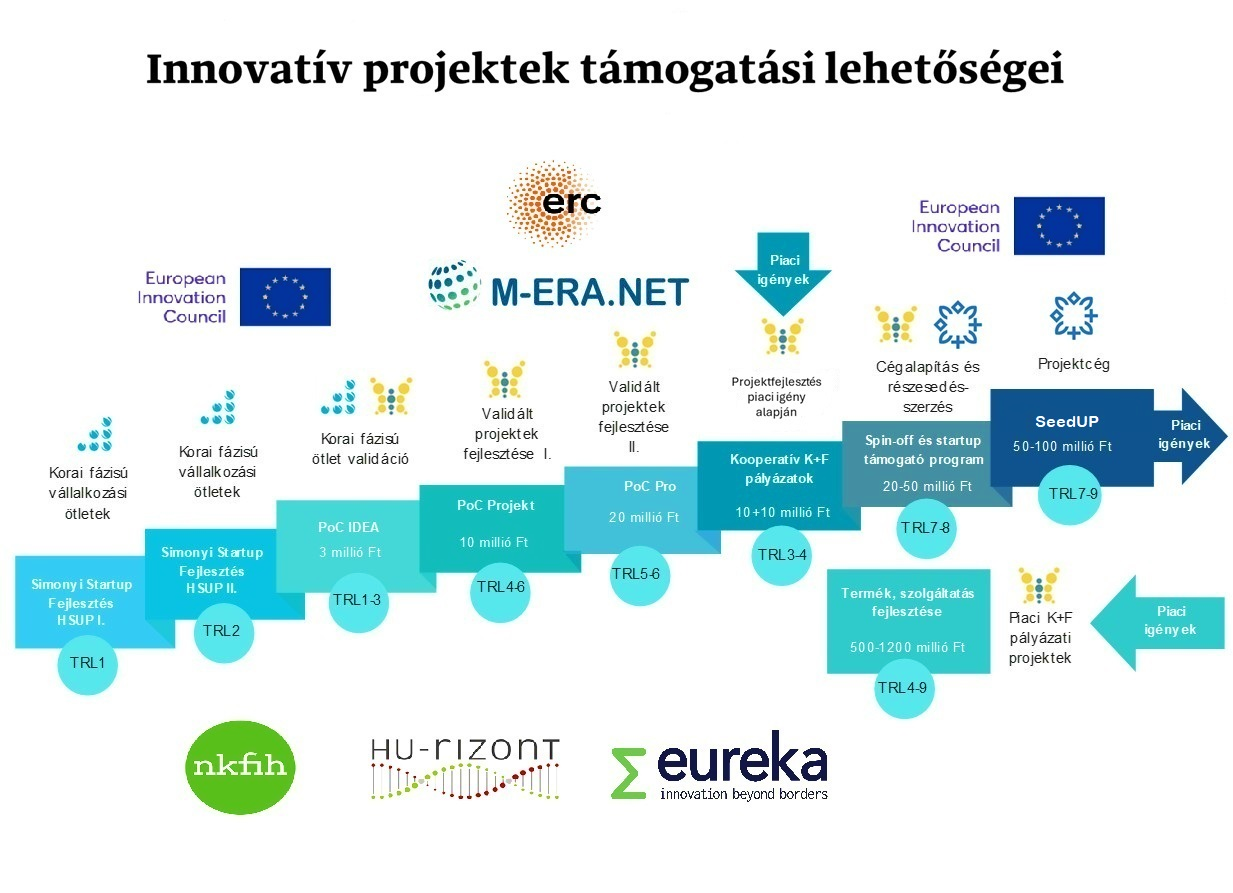 Innovatív projektek támogatási lehetőségei
erc
European
Innovation
Council
M-ERA.NET
European
Innovation
Council
Piaci
igények
Korai fázisú
vállalkozási
ötletek
Korai fázisú
vállalkozási
ötletek
Korai fázisú
ötlet validáció
Validált
projektek
fejlesztése I.
Validált
projektek
fejlesztése
II.
Projektfejlesztés
piaci igény
alapján
Cégalapítás és
részesedés-
szerzés
Projektcég
Simonyi Startup
Fejlesztés
HSUP I.
TRL1
Simonyi Startup
Fejlesztés
HSUP II.
TRL2
PoC IDEA
3 millió Ft
TRL1-3
PoC Projekt
10 millió Ft
TRL4-6
PoC Pro
20 millió Ft
TRL5-6
Kooperatív K+F
pályázatok
10+10 millió Ft
TRL3-4
Spin-off és startup
támogató program
20-50 millió Ft
TRL7-8
SeedUP
50-100 millió Ft
TRL7-9
Piaci
igények
Termék, szolgáltatás
fejlesztése
500-1200 millió Ft
TRL4-9
Piaci K+F
pályázati
projektek
Piaci
igények
nkfih
HU-rizont
eureka
innovation beyond borders